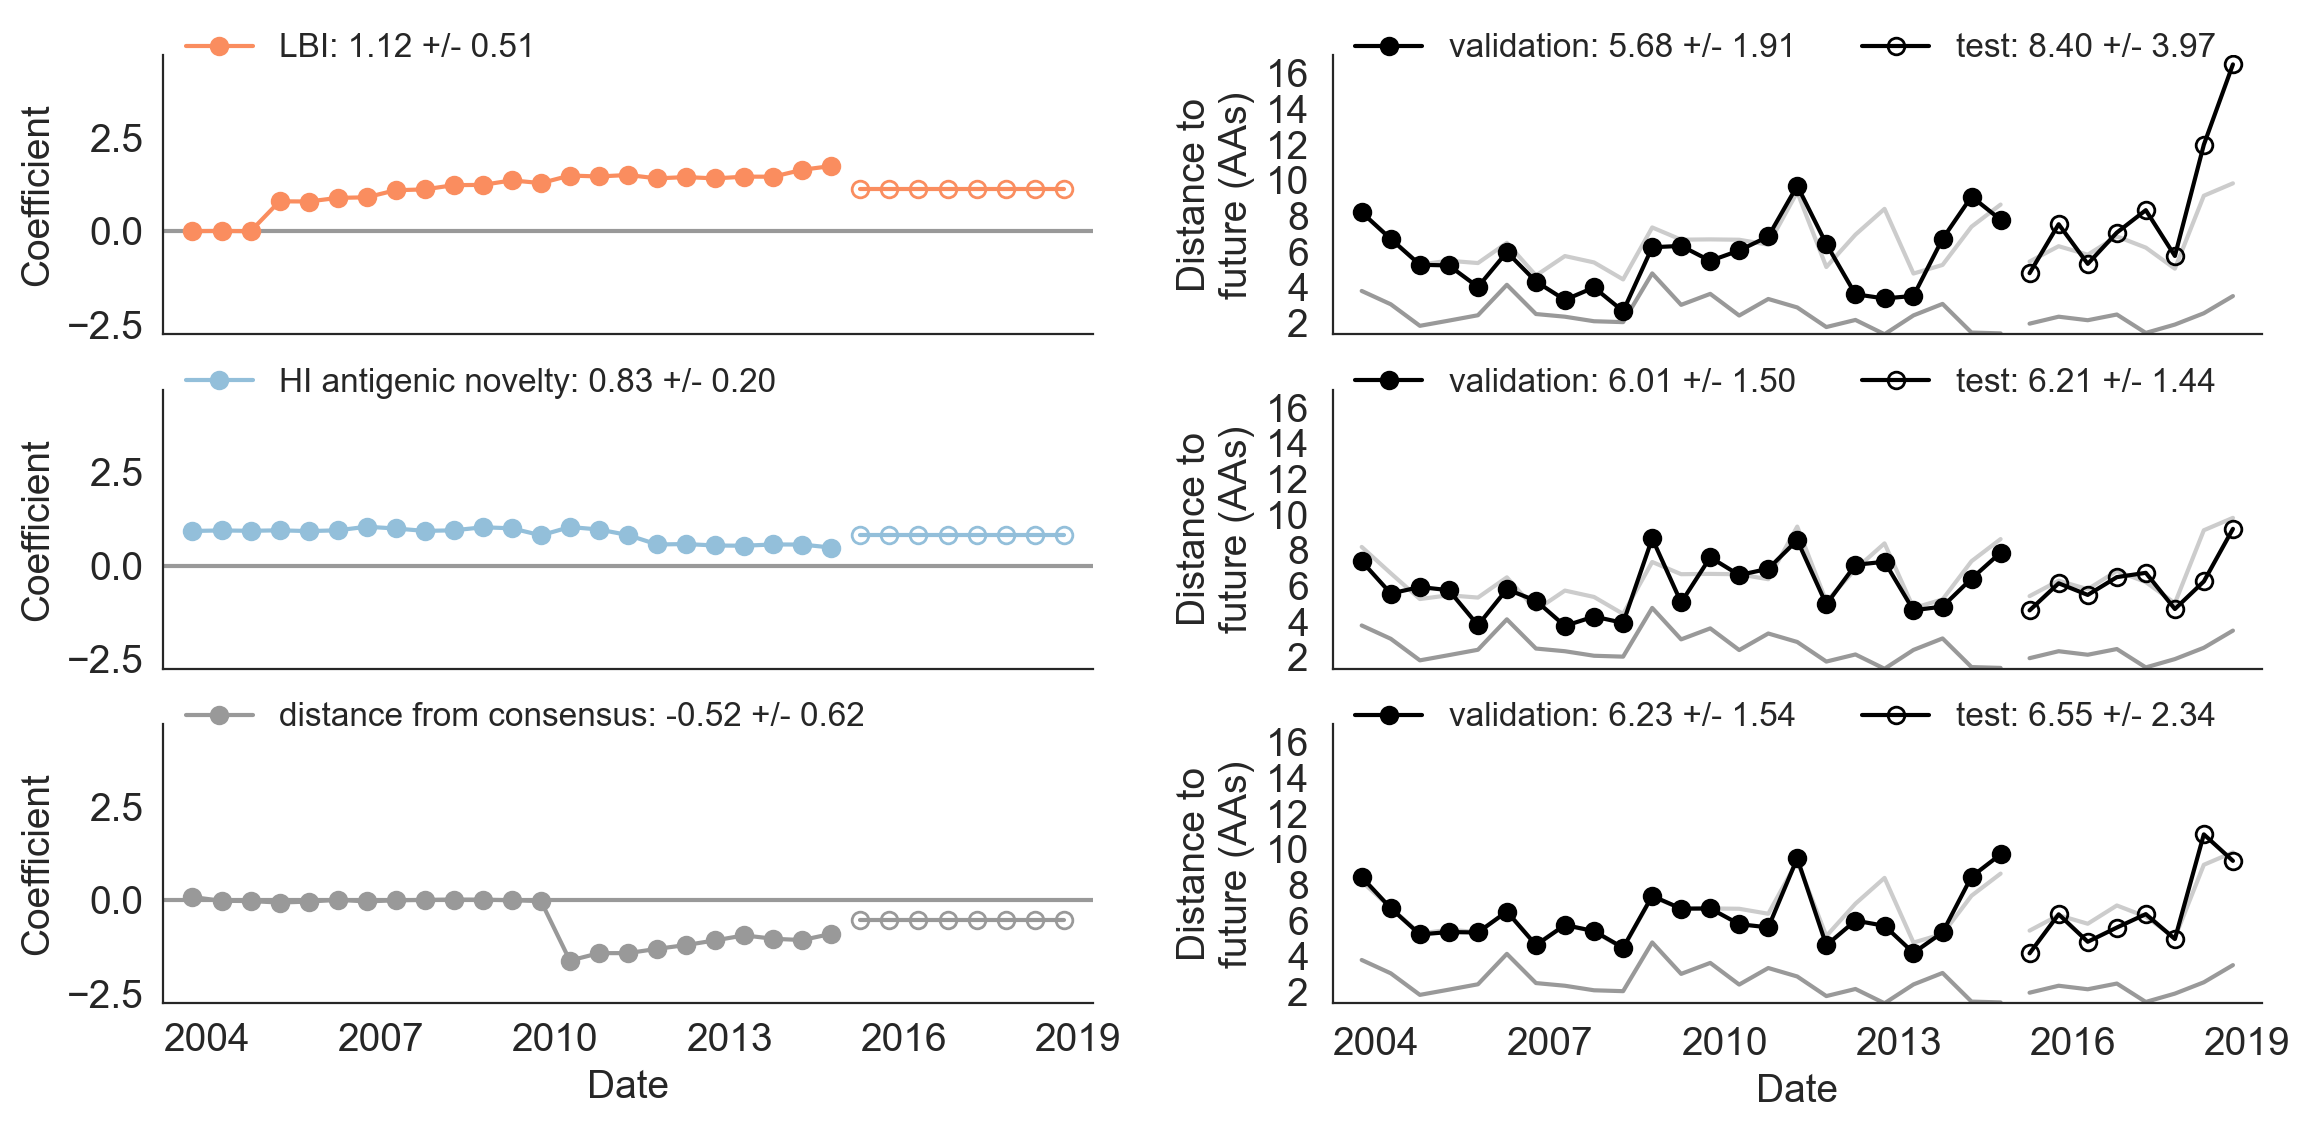 LBI: 1.12 +/- 0.51
Coefficient
2.5
0.0
−2.5
validation: 5.68 +/- 1.91
test: 8.40 +/- 3.97
Distance to
future (AAs)
16
14
12
10
8
6
4
2
HI antigenic novelty: 0.83 +/- 0.20
Coefficient
2.5
0.0
−2.5
validation: 6.01 +/- 1.50
test: 6.21 +/- 1.44
Distance to
future (AAs)
16
14
12
10
8
6
4
2
distance from consensus: -0.52 +/- 0.62
Coefficient
2.5
0.0
−2.5
2004 2007 2010 2013 2016 2019
Date
validation: 6.23 +/- 1.54
test: 6.55 +/- 2.34
Distance to
future (AAs)
16
14
12
10
8
6
4
2
2004 2007 2010 2013 2016 2019
Date